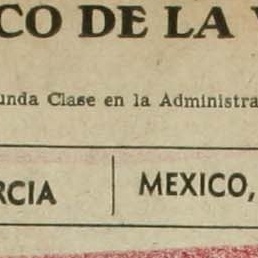 CO DE LA
unda Clase en la Administra
RCIA MEXICO,